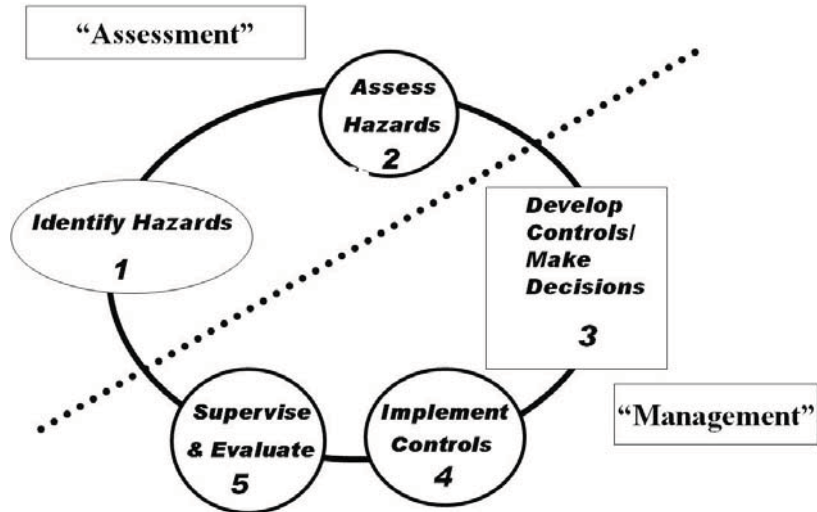 “Assessment”
Assess
Hazards
2
Identify Hazards
1
Develop
Controls/
Make
Decisions
3
“Management”
Implement
Controls
4
Supervise
& Evaluate
5